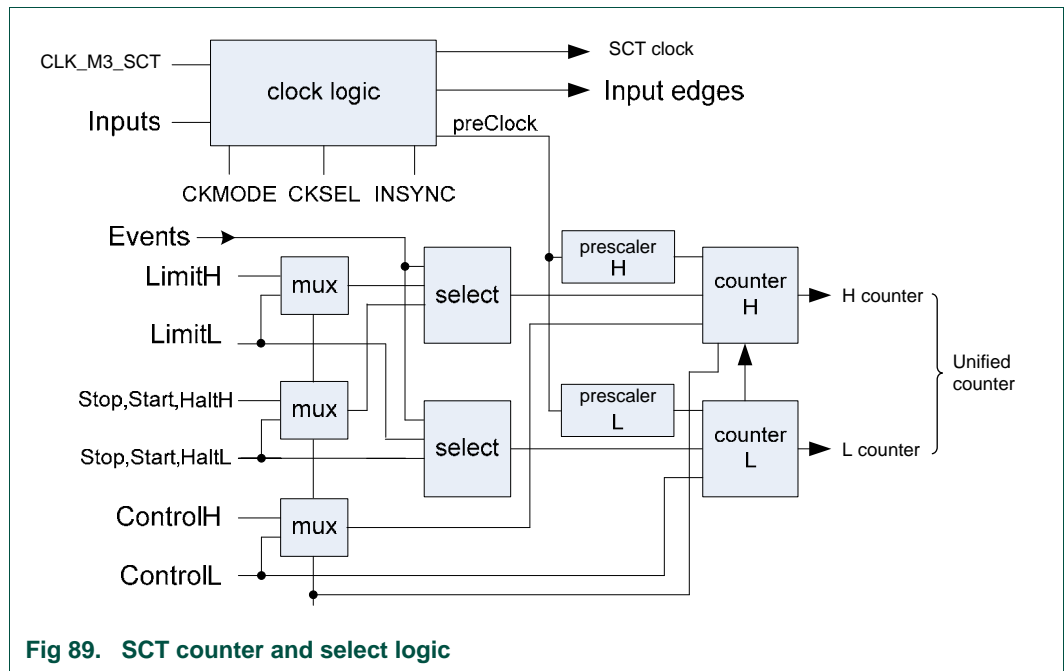 CLK_M3_SCT
Inputs
clock logic
SCT clock
Input edges
preClock
CKMODE CKSEL INSYNC
Events
LimitH
LimitL
Stop,Start,HaltH
Stop,Start,HaltL
ControlH
ControlL
mux
mux
mux
select
select
prescaler
H
prescaler
L
counter
H
counter
L
H counter
L counter
Unified
counter
Fig 89. SCT counter and select logic